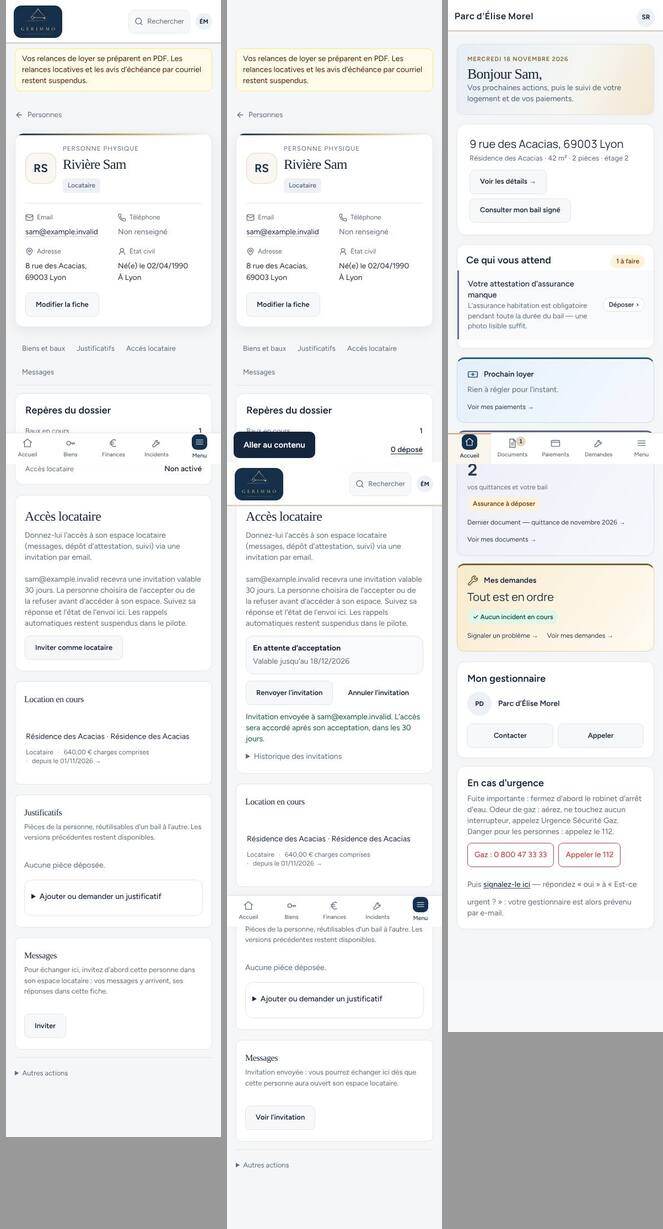 GERIMMO
Rechercher
ÉM
Vos relances de loyer se préparent en PDF. Les
relances locatives et les avis d'échéance par courriel
restent suspendus.
← Personnes
RS
PERSONNE PHYSIQUE
Rivière Sam
Locataire
Email
sam@example.invalid
Téléphone
Non renseigné
Adresse
8 rue des Acacias,
69003 Lyon
État civil
Né(e) le 02/04/1990
À Lyon
Modifier la fiche
Biens et baux Justificatifs Accès locataire
Messages
Repères du dossier
Baux en cours 1
Accueil Biens Finances Incidents Menu
Accès locataire Non activé
Accès locataire
Donnez-lui l'accès à son espace locataire
(messages, dépôt d'attestation, suivi) via une
invitation par email.
sam@example.invalid recevra une invitation valable
30 jours. La personne choisira de l'accepter ou de
la refuser avant d'accéder à son espace. Suivez sa
réponse et l'état de l'envoi ici. Les rappels
automatiques restent suspendus dans le pilote.
Inviter comme locataire
Location en cours
Résidence des Acacias · Résidence des Acacias
Locataire · 640,00 € charges comprises
· depuis le 01/11/2026 →
Justificatifs
Pièces de la personne, réutilisables d'un bail à l'autre. Les
versions précédentes restent disponibles.
Aucune pièce déposée.
▶ Ajouter ou demander un justificatif
Messages
Pour échanger ici, invitez d'abord cette personne dans
son espace locataire : vos messages y arrivent, ses
réponses dans cette fiche.
Inviter
▶ Autres actions
Vos relances de loyer se préparent en PDF. Les
relances locatives et les avis d'échéance par courriel
restent suspendus.
← Personnes
RS
PERSONNE PHYSIQUE
Rivière Sam
Locataire
Email
sam@example.invalid
Téléphone
Non renseigné
Adresse
8 rue des Acacias,
69003 Lyon
État civil
Né(e) le 02/04/1990
À Lyon
Modifier la fiche
Biens et baux Justificatifs Accès locataire
Messages
Repères du dossier
Baux en cours 1
Aller au contenu
0 déposé
GERIMMO
Rechercher
ÉM
Accès locataire
Donnez-lui l'accès à son espace locataire
(messages, dépôt d'attestation, suivi) via une
invitation par email.
sam@example.invalid recevra une invitation valable
30 jours. La personne choisira de l'accepter ou de
la refuser avant d'accéder à son espace. Suivez sa
réponse et l'état de l'envoi ici. Les rappels
automatiques restent suspendus dans le pilote.
En attente d'acceptation
Valable jusqu'au 18/12/2026
Renvoyer l'invitation Annuler l'invitation
Invitation envoyée à sam@example.invalid. L'accès
sera accordé après son acceptation, dans les 30
jours.
▶ Historique des invitations
Location en cours
Résidence des Acacias · Résidence des Acacias
Locataire · 640,00 € charges comprises
· depuis le 01/11/2026 →
Accueil Biens Finances Incidents Menu
Pièces de la personne, réutilisables d'un bail à l'autre. Les
versions précédentes restent disponibles.
Aucune pièce déposée.
▶ Ajouter ou demander un justificatif
Messages
Invitation envoyée : vous pourrez échanger ici dès que
cette personne aura ouvert son espace locataire.
Voir l'invitation
▶ Autres actions
Parc d'Élise Morel
SR
MERCREDI 18 NOVEMBRE 2026
Bonjour Sam,
Vos prochaines actions, puis le suivi de votre
logement et de vos paiements.
9 rue des Acacias, 69003 Lyon
Résidence des Acacias · 42 m² · 2 pièces · étage 2
Voir les détails →
Consulter mon bail signé
Ce qui vous attend
1 à faire
Votre attestation d'assurance
manque
L'assurance habitation est obligatoire
pendant toute la durée du bail — une
photo lisible suffit.
Déposer ›
Prochain loyer
Rien à régler pour l'instant.
Voir mes paiements →
Accueil Documents 1 Paiements Demandes Menu
2
vos quittances et votre bail
Assurance à déposer
Dernier document — quittance de novembre 2026 →
Voir mes documents →
Mes demandes
Tout est en ordre
✓ Aucun incident en cours
Signaler un problème → Voir mes demandes →
Mon gestionnaire
PD
Parc d'Élise Morel
Contacter
Appeler
En cas d'urgence
Fuite importante : fermez d'abord le robinet d'arrêt
d'eau. Odeur de gaz : aérez, ne touchez aucun
interrupteur, appelez Urgence Sécurité Gaz.
Danger pour les personnes : appelez le 112.
Gaz : 0 800 47 33 33
Appeler le 112
Puis signalez-le ici — répondez « oui » à « Est-ce
urgent ? » : votre gestionnaire est alors prévenu
par e-mail.